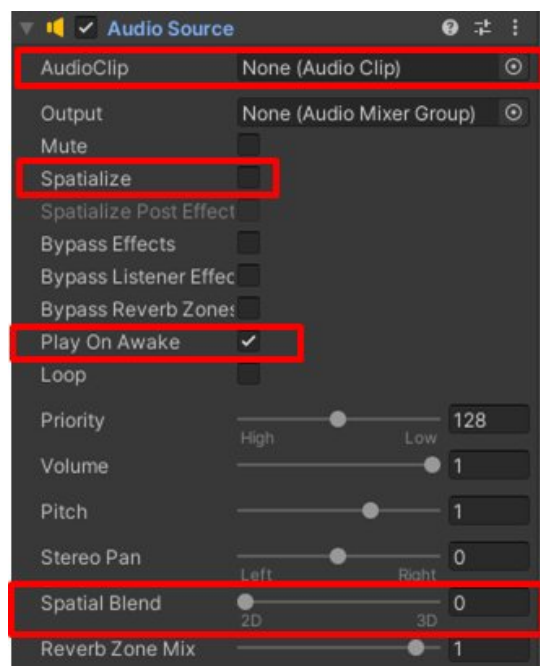 Audio Source
AudioClip None (Audio Clip)
Output None (Audio Mixer Group)
Mute
Spatialize
Spatialize Post Effect
Bypass Effects
Bypass Listener Effec
Bypass Reverb Zones
Play On Awake
Loop
Priority 128
High Low
Volume 1
Pitch 1
Stereo Pan 0
Left Right
Spatial Blend 0
2D 3D
Reverb Zone Mix 1